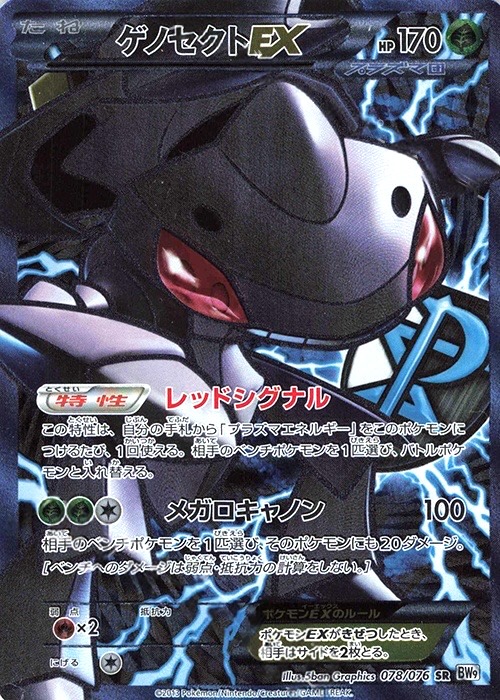 たね
ゲノセクトEX
HP170
プラズマ団
とくせい
特性 レッドシグナル
この特性は、自分の手札から「プラズマエネルギー」をこのポケモンに
つけるたび、1回使える。相手のベンチポケモンを1匹選び、バトルポケ
モンと入れ替える。
メガロキャノン 100
相手のベンチポケモンを1匹選び、そのポケモンにも20ダメージ。
[ベンチへのダメージは弱点・抵抗力の計算をしない。]
弱点 抵抗力
×2
にげる
ポケモンEXのルール
ポケモンEXがきぜつしたとき、
相手はサイドを2枚とる。
Illus. 5ban Graphics 078/076 SR BW9
©2013 Pokémon/Nintendo/Creatures/GAME FREAK.